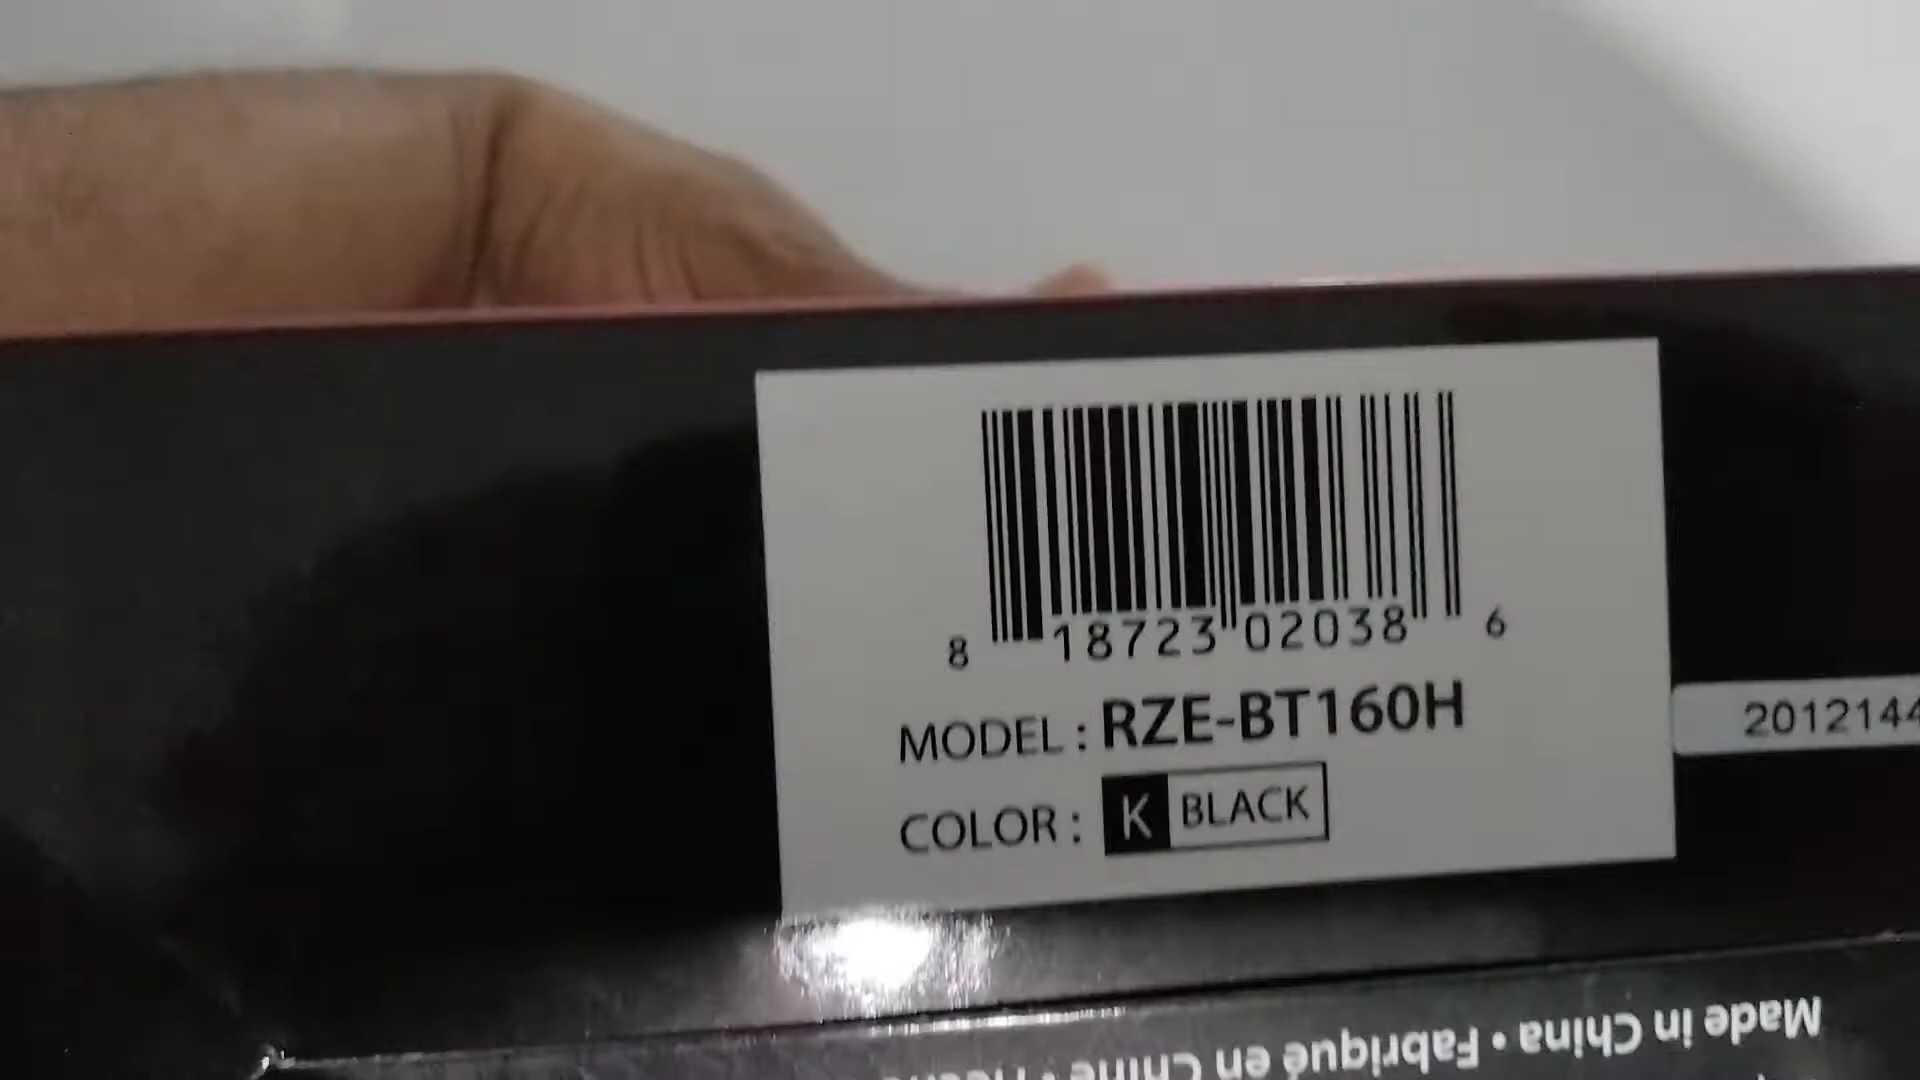 8 18723 02038 6
MODEL : RZE-BT160H
COLOR : K BLACK
2012144
Made in China • Fabriqué en Chine •